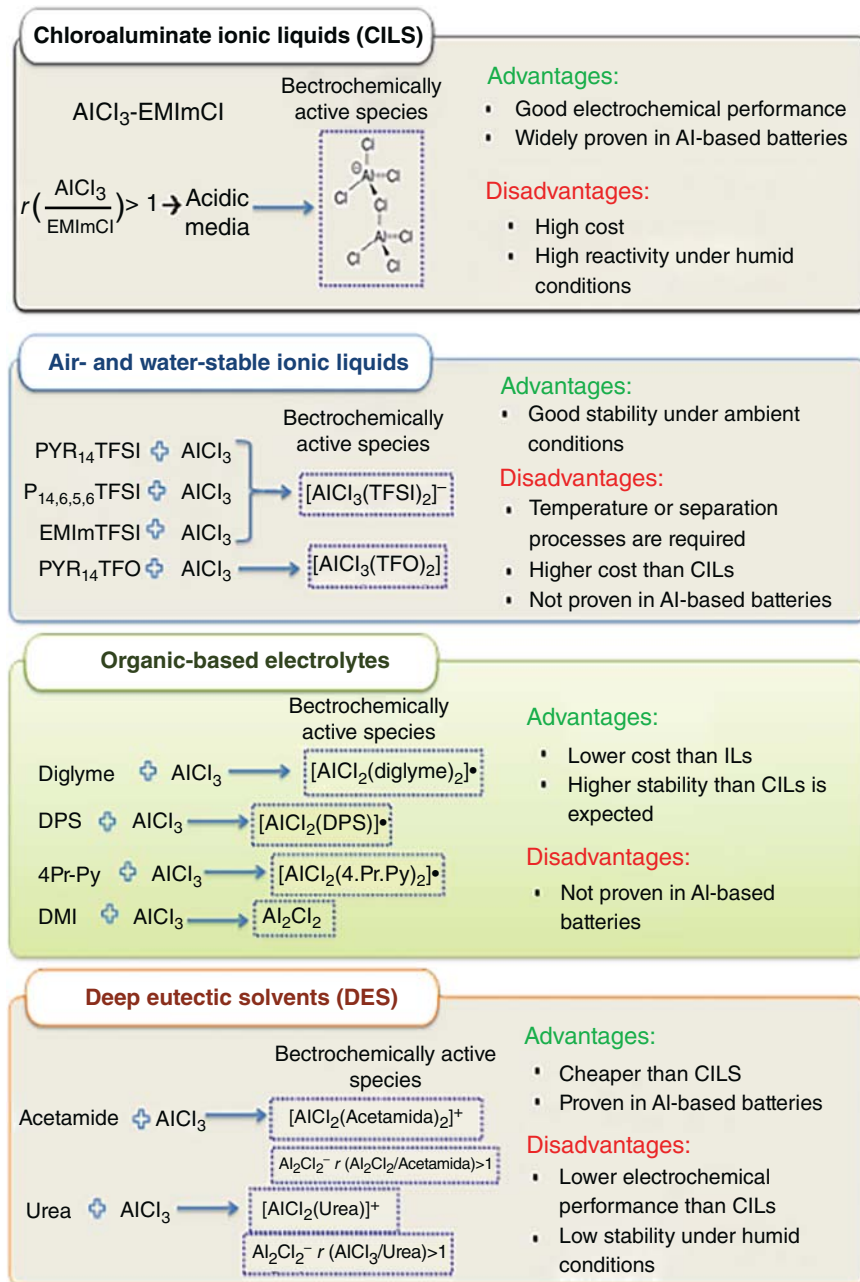 Chloroaluminate ionic liquids (CILS)
AlCl₃-EMImCl
r(AlCl₃/EMImCl) > 1 → Acidic media
Bectrochemically
active species
Cl
Cl
⊖
Al
Cl
Cl
Cl
Al
Cl
Cl
Cl
Advantages:
▪ Good electrochemical performance
▪ Widely proven in Al-based batteries
Disadvantages:
▪ High cost
▪ High reactivity under humid
conditions
Air- and water-stable ionic liquids
Bectrochemically
active species
PYR₁₄TFSI + AlCl₃
P₁₄,₆,₅,₆TFSI + AlCl₃
[AlCl₃(TFSI)₂]⁻
EMImTFSI + AlCl₃
PYR₁₄TFO + AlCl₃ → [AlCl₃(TFO)₂]
Advantages:
▪ Good stability under ambient
conditions
Disadvantages:
▪ Temperature or separation
processes are required
▪ Higher cost than CILs
▪ Not proven in Al-based batteries
Organic-based electrolytes
Bectrochemically
active species
Diglyme + AlCl₃ → [AlCl₂(diglyme)₂]•
DPS + AlCl₃ → [AlCl₂(DPS)]•
4Pr-Py + AlCl₃ → [AlCl₂(4.Pr.Py)₂]•
DMI + AlCl₃ → Al₂Cl₂
Advantages:
▪ Lower cost than ILs
▪ Higher stability than CILs is
expected
Disadvantages:
▪ Not proven in Al-based
batteries
Deep eutectic solvents (DES)
Bectrochemically active
species
Acetamide + AlCl₃ → [AlCl₂(Acetamida)₂]⁺
Al₂Cl₂⁻ r (Al₂Cl₂/Acetamida)>1
Urea + AlCl₃ → [AlCl₂(Urea)]⁺
Al₂Cl₂⁻ r (AlCl₃/Urea)>1
Advantages:
▪ Cheaper than CILS
▪ Proven in Al-based batteries
Disadvantages:
▪ Lower electrochemical
performance than CILs
▪ Low stability under humid
conditions